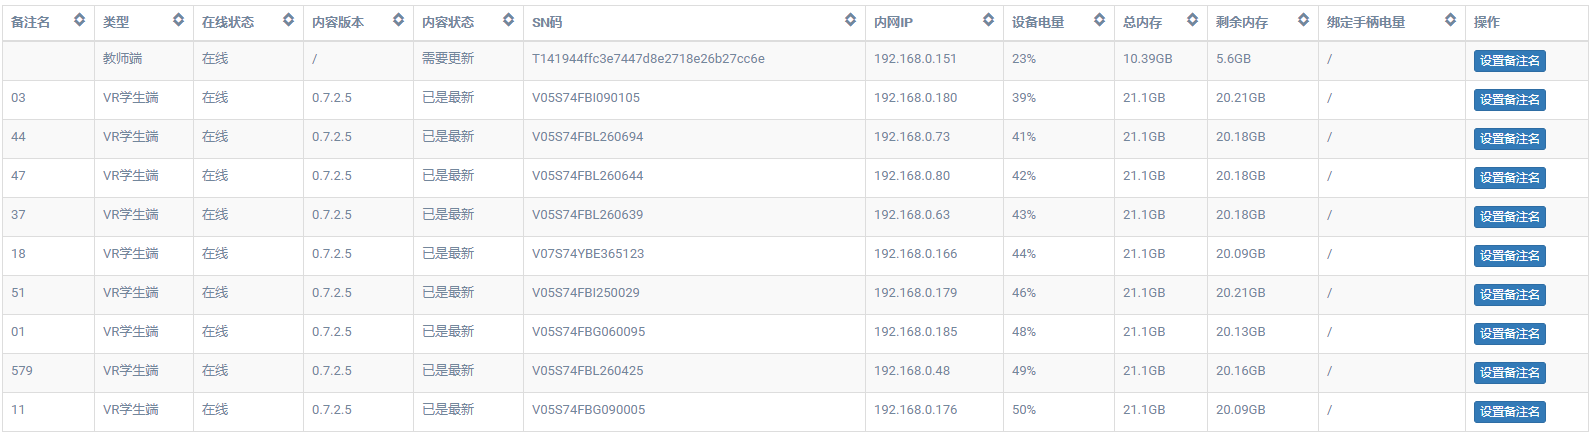 备注名 类型 在线状态 内容版本 内容状态 SN码 内网IP 设备电量 总内存 剩余内存 绑定手柄电量 操作
教师端 在线 / 需要更新 T141944ffc3e7447d8e2718e26b27cc6e 192.168.0.151 23% 10.39GB 5.6GB / 设置备注名
03 VR学生端 在线 0.7.2.5 已是最新 V05S74FBI090105 192.168.0.180 39% 21.1GB 20.21GB / 设置备注名
44 VR学生端 在线 0.7.2.5 已是最新 V05S74FBL260694 192.168.0.73 41% 21.1GB 20.18GB / 设置备注名
47 VR学生端 在线 0.7.2.5 已是最新 V05S74FBL260644 192.168.0.80 42% 21.1GB 20.18GB / 设置备注名
37 VR学生端 在线 0.7.2.5 已是最新 V05S74FBL260639 192.168.0.63 43% 21.1GB 20.18GB / 设置备注名
18 VR学生端 在线 0.7.2.5 已是最新 V07S74YBE365123 192.168.0.166 44% 21.1GB 20.09GB / 设置备注名
51 VR学生端 在线 0.7.2.5 已是最新 V05S74FBI250029 192.168.0.179 46% 21.1GB 20.21GB / 设置备注名
01 VR学生端 在线 0.7.2.5 已是最新 V05S74FBG060095 192.168.0.185 48% 21.1GB 20.13GB / 设置备注名
579 VR学生端 在线 0.7.2.5 已是最新 V05S74FBL260425 192.168.0.48 49% 21.1GB 20.16GB / 设置备注名
11 VR学生端 在线 0.7.2.5 已是最新 V05S74FBG090005 192.168.0.176 50% 21.1GB 20.09GB / 设置备注名